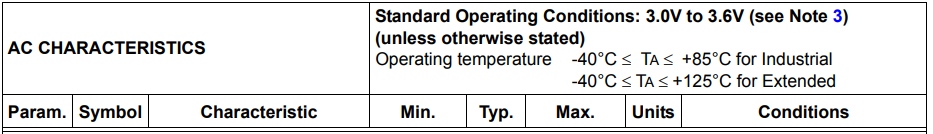 AC CHARACTERISTICS
Standard Operating Conditions: 3.0V to 3.6V (see Note 3)
(unless otherwise stated)
Operating temperature -40°C ≤ TA ≤ +85°C for Industrial
-40°C ≤ TA ≤ +125°C for Extended
Param. Symbol Characteristic Min. Typ. Max. Units Conditions